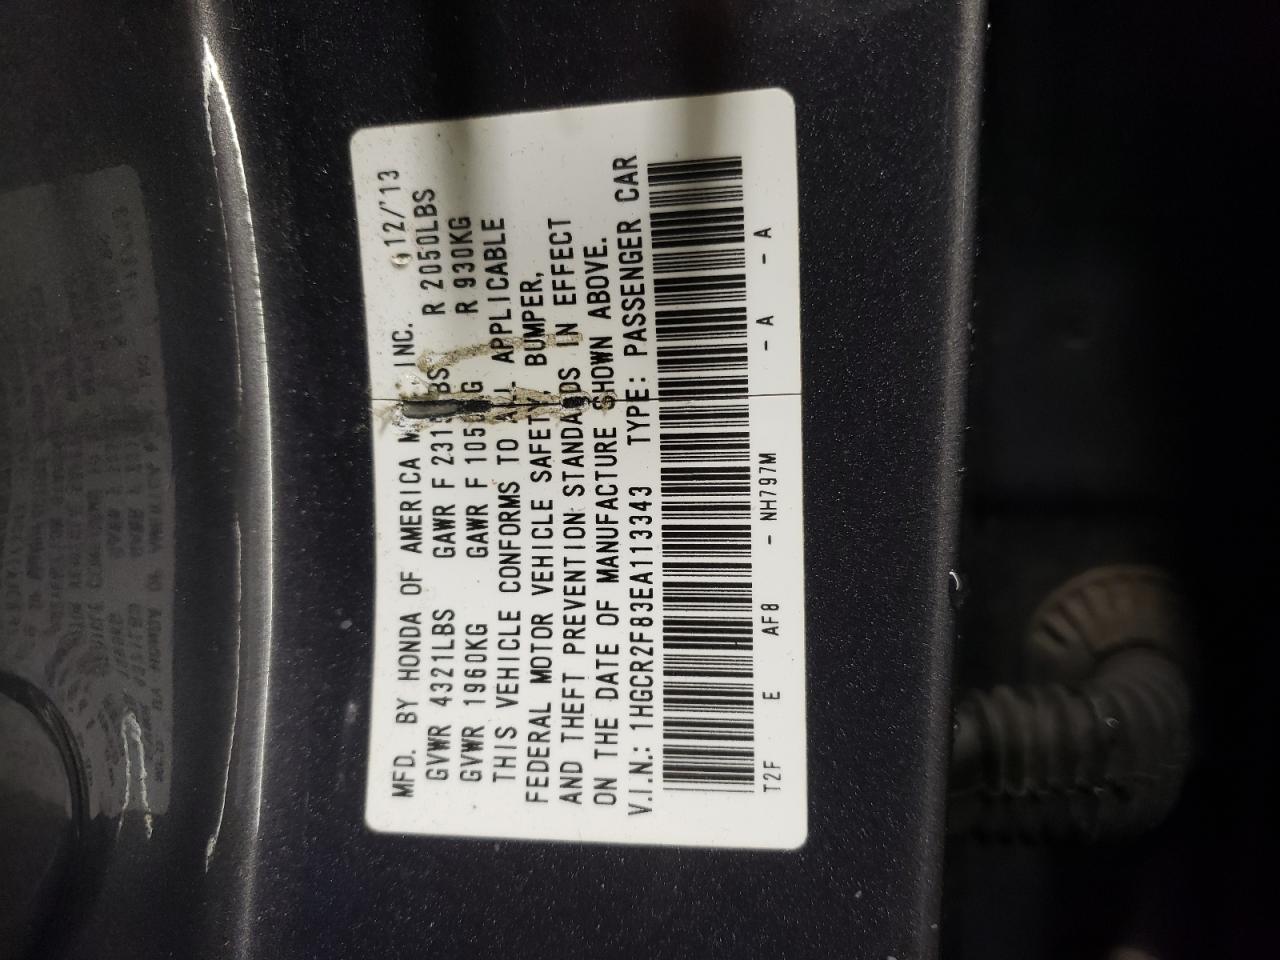 MFD. BY HONDA OF AMERICA INC. 12/'13
GVWR 4321LBS GAWR F 231 LBS R 2050LBS
GVWR 1960KG GAWR F 105 G R 930KG
THIS VEHICLE CONFORMS TO ALL APPLICABLE
FEDERAL MOTOR VEHICLE SAFETY, BUMPER,
AND THEFT PREVENTION STANDARDS IN EFFECT
ON THE DATE OF MANUFACTURE SHOWN ABOVE.
V.I.N.: 1HGCR2F83EA113343 TYPE: PASSENGER CAR
T2F E AF8 - NH797M - A - A